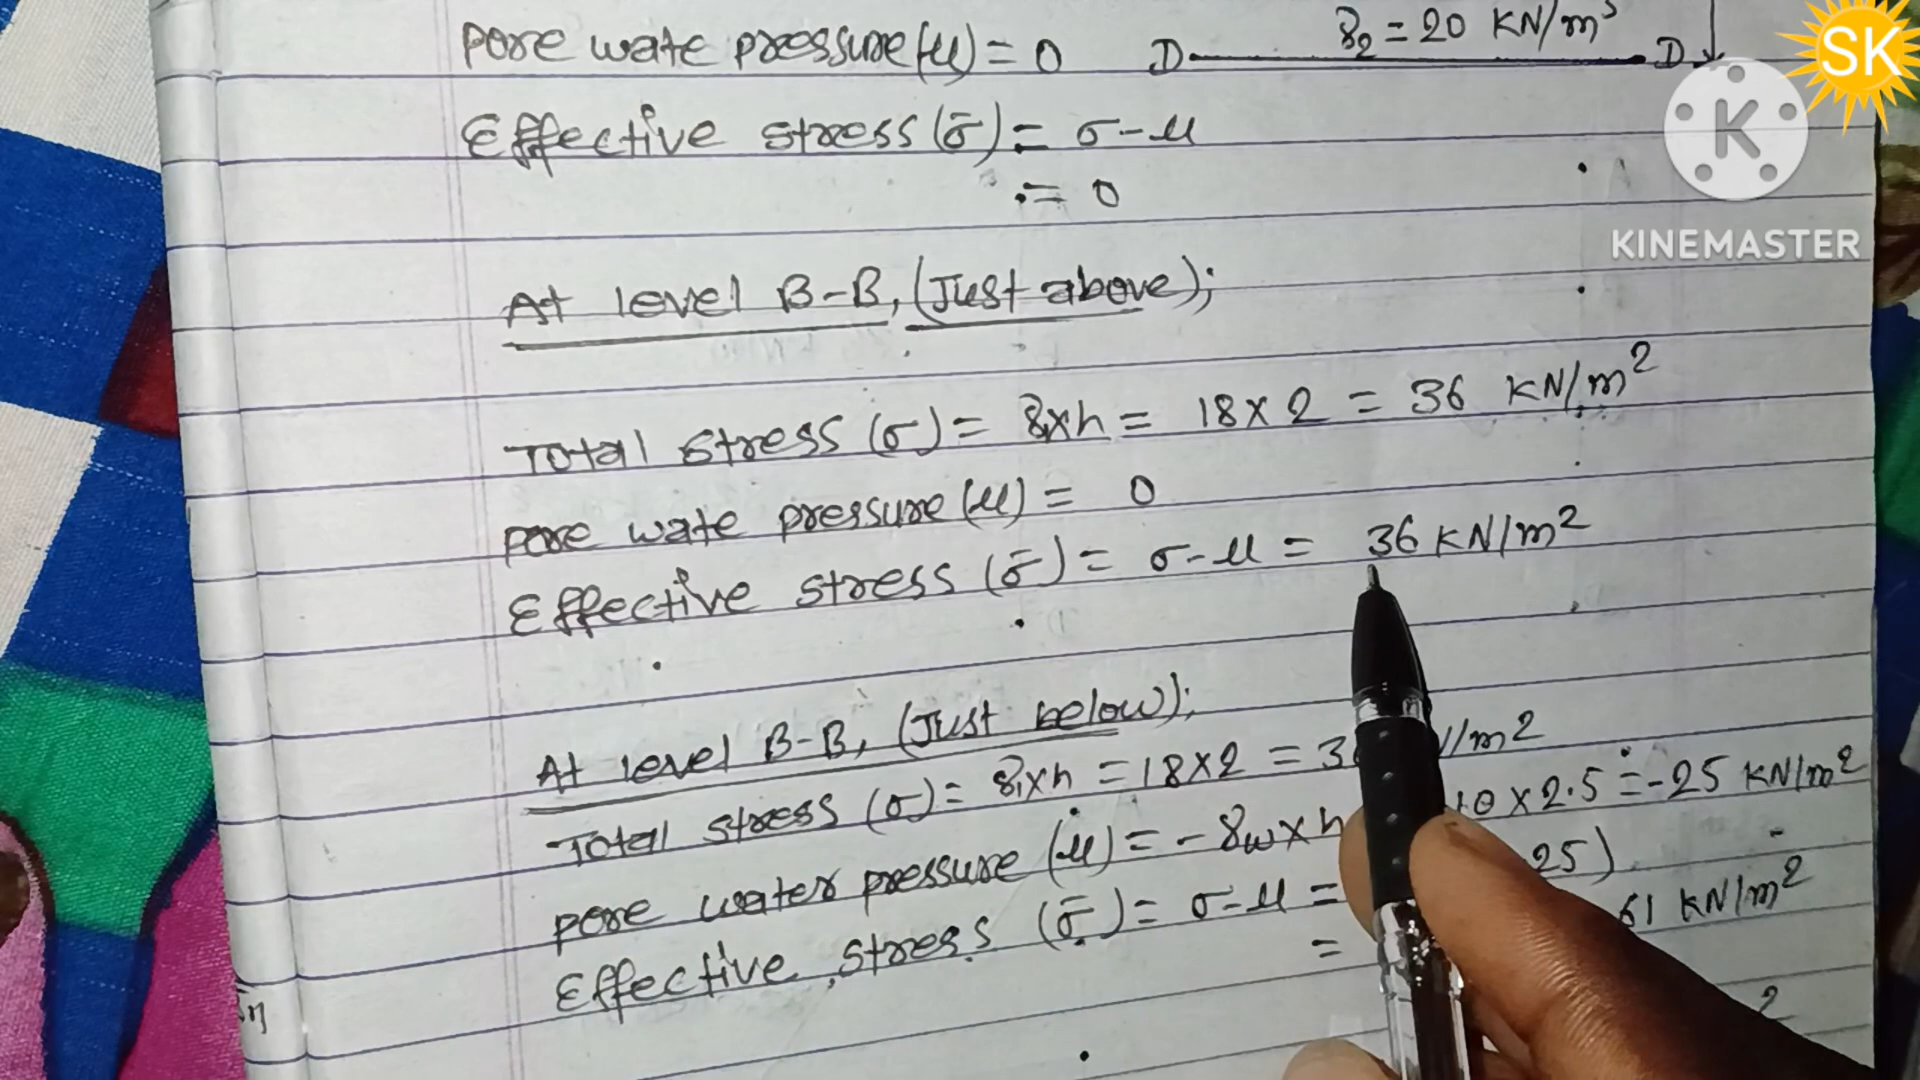 Pore wate pressure(μ) = 0
D D
γ2 = 20 KN/m3
SK
K
KINEMASTER
Effective stress (σ̄) = σ-μ
= 0
At level B-B, (Just above);
Total stress (σ) = γ1×h = 18×2 = 36 KN/m2
pore wate pressure (μ) = 0
Effective stress (σ̄) = σ-μ = 36 KN/m2
At level B-B, (Just below);
Total stress (σ) = γ1×h = 18×2 = /m2
pore water pressure (μ) = -γw×h ×2.5 = -25 KN/m2
Effective stress (σ̄) = σ-μ = 25)
= 61 KN/m2
2